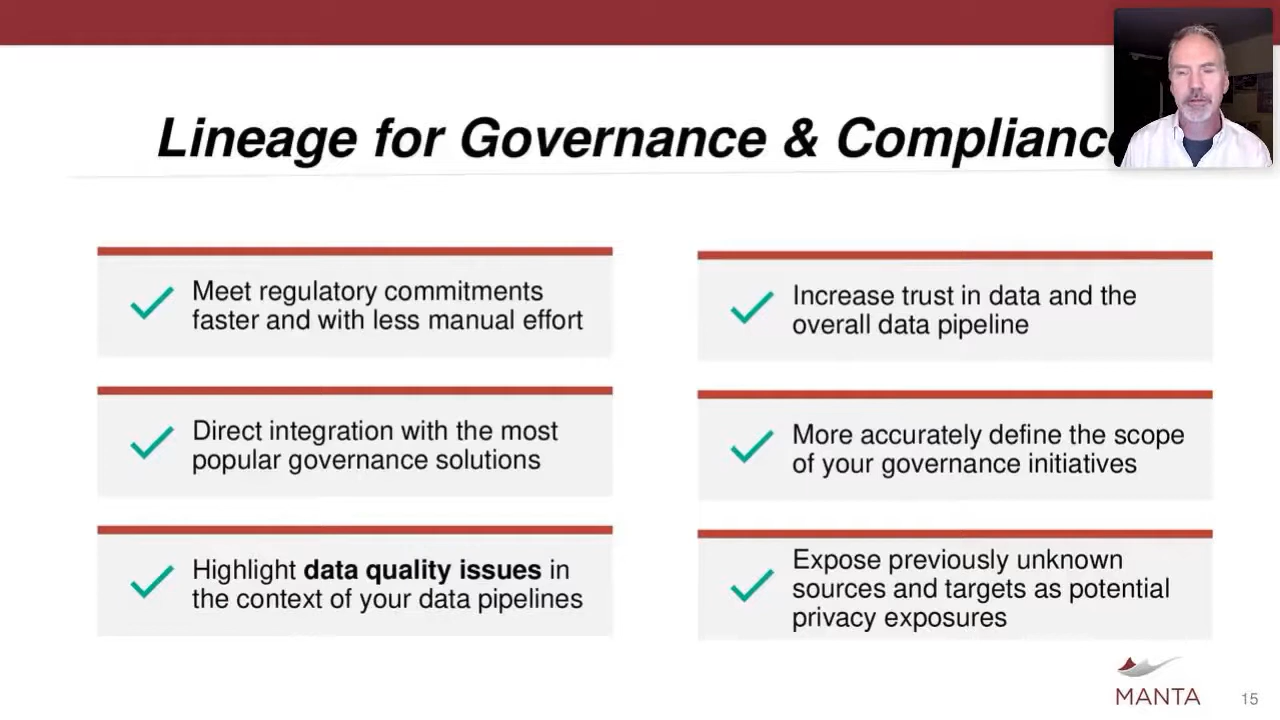 Lineage for Governance & Compliance
Meet regulatory commitments
faster and with less manual effort
Direct integration with the most
popular governance solutions
Highlight data quality issues in
the context of your data pipelines
Increase trust in data and the
overall data pipeline
More accurately define the scope
of your governance initiatives
Expose previously unknown
sources and targets as potential
privacy exposures
MANTA
15